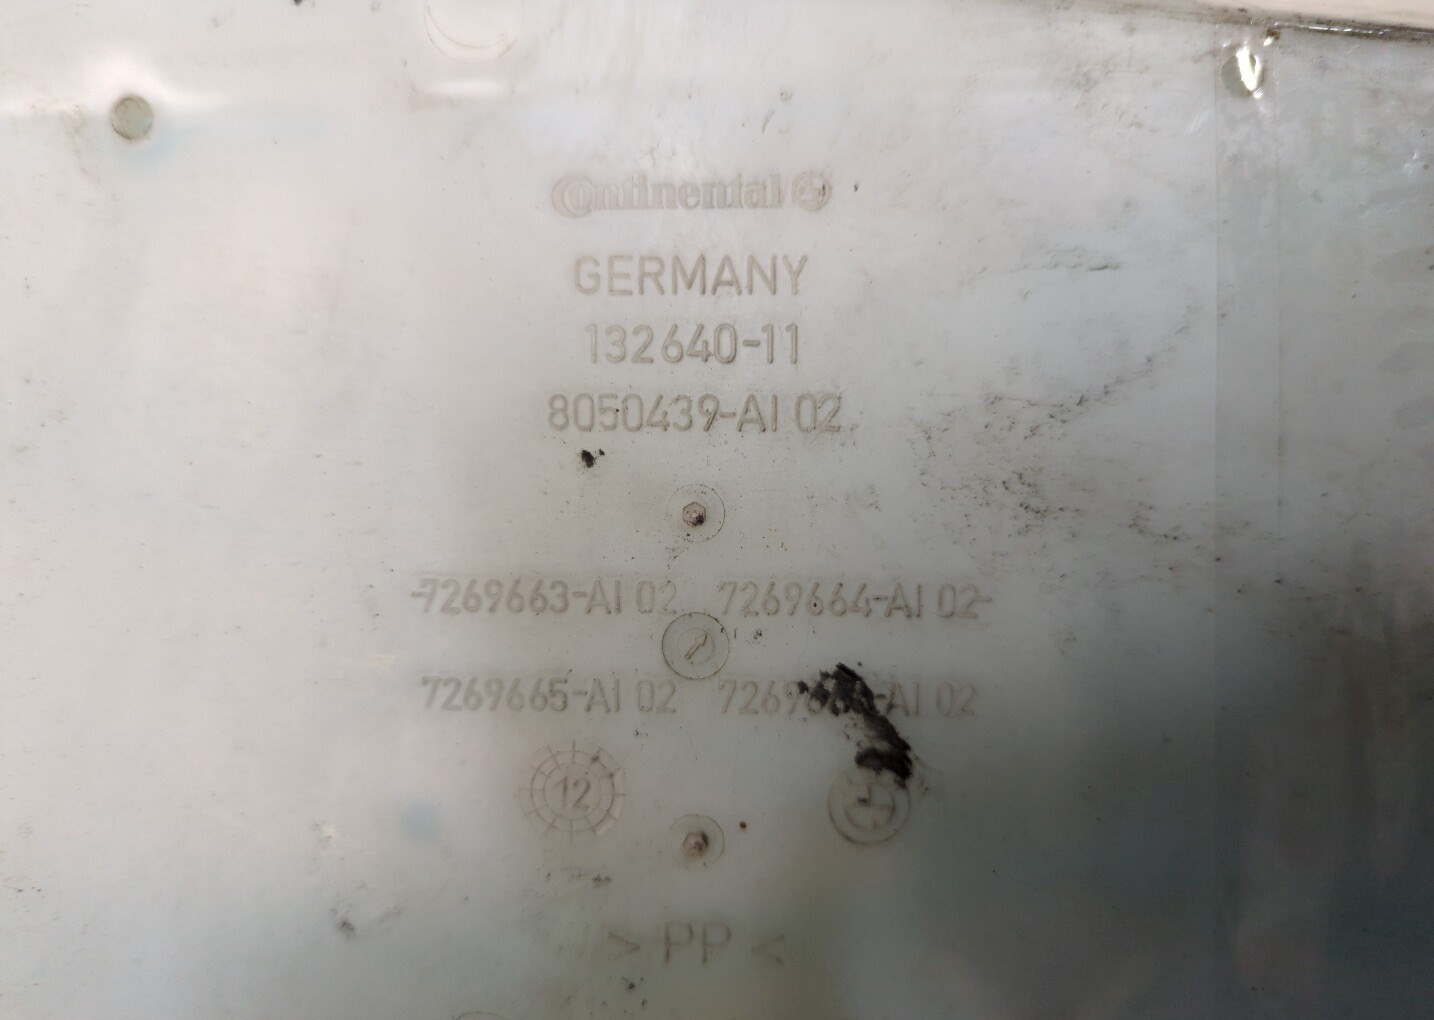 Continental
GERMANY
132640-11
8050439-AI 02
7269663-AI 02 7269664-AI 02
7269665-AI 02
12
> PP <